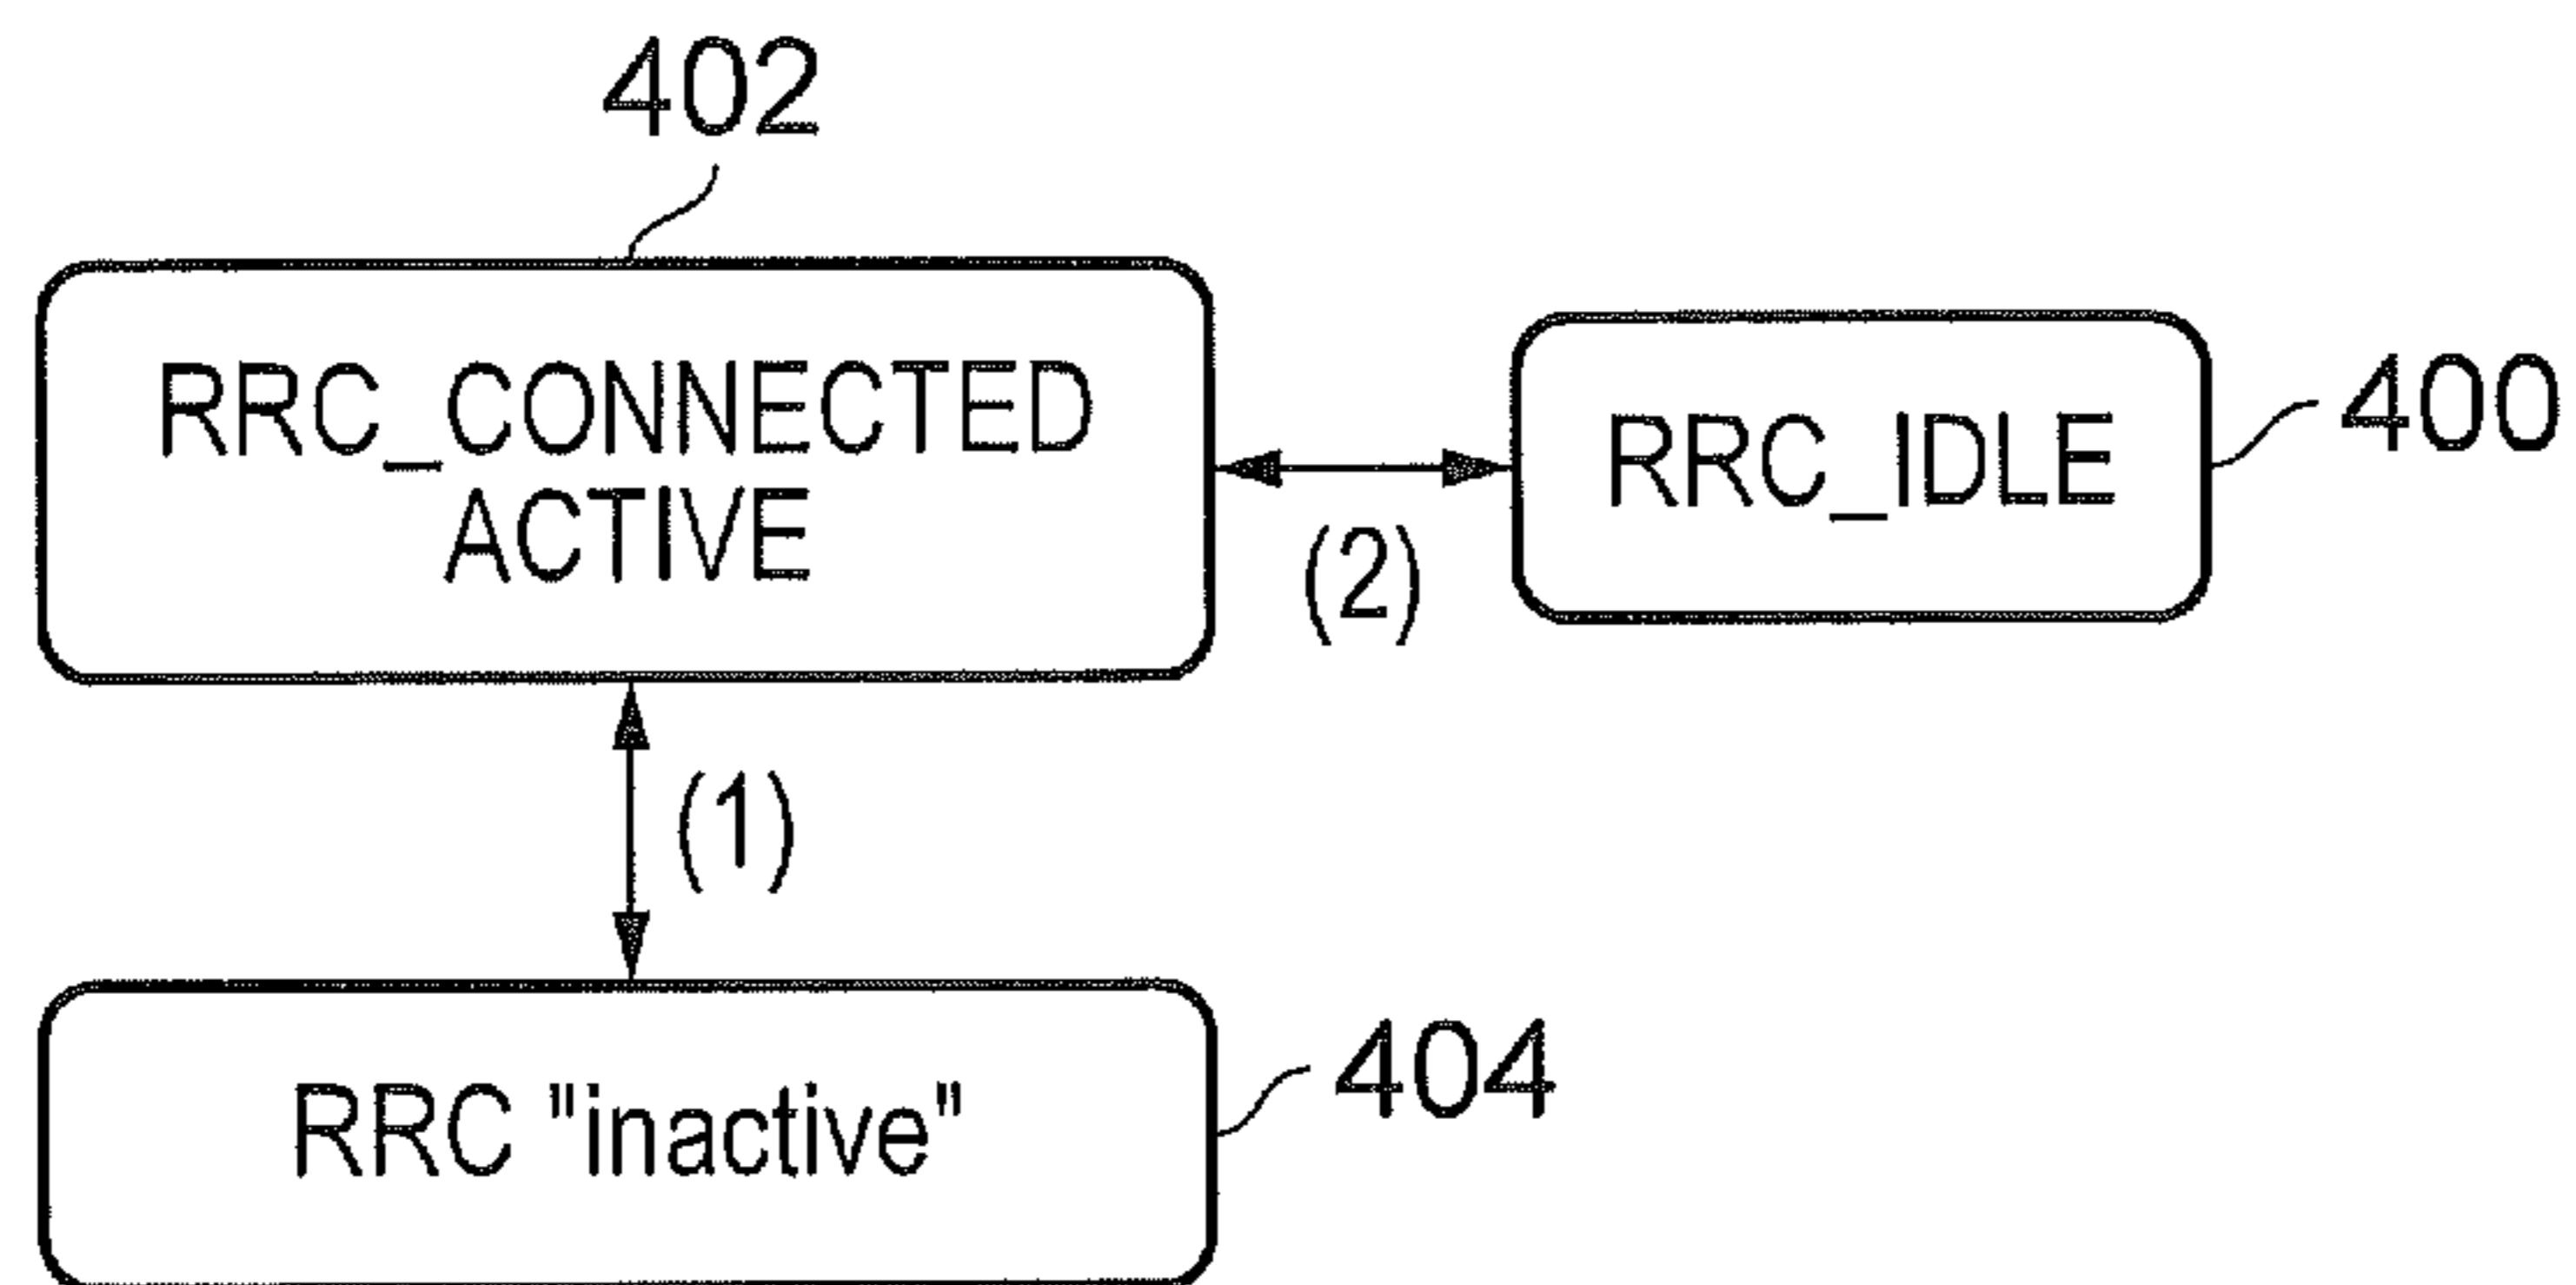 402
RRC_CONNECTED
ACTIVE
RRC_IDLE
400
(2)
(1)
RRC "inactive"
404